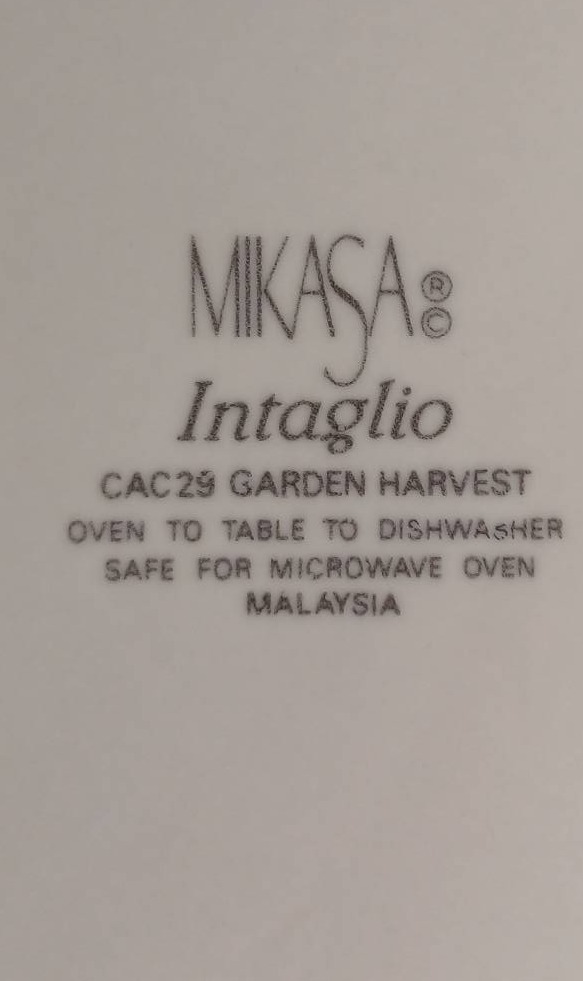 MIKASA ®
©
Intaglio
CAC29 GARDEN HARVEST
OVEN TO TABLE TO DISHWASHER
SAFE FOR MICROWAVE OVEN
MALAYSIA